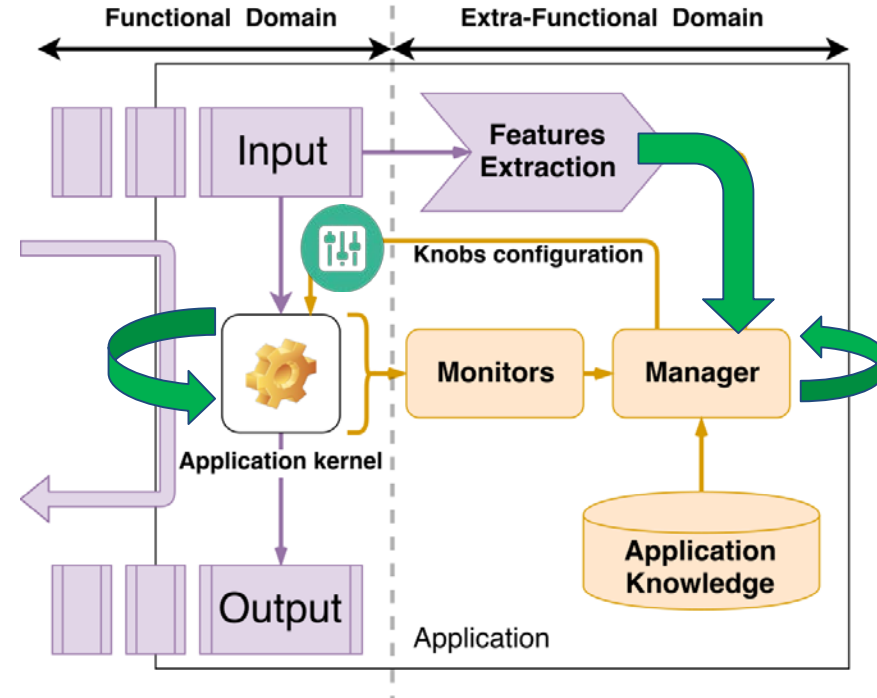 Functional Domain
Extra-Functional Domain
Input
Features
Extraction
Knobs configuration
Monitors
Manager
Application kernel
Application
Knowledge
Output
Application